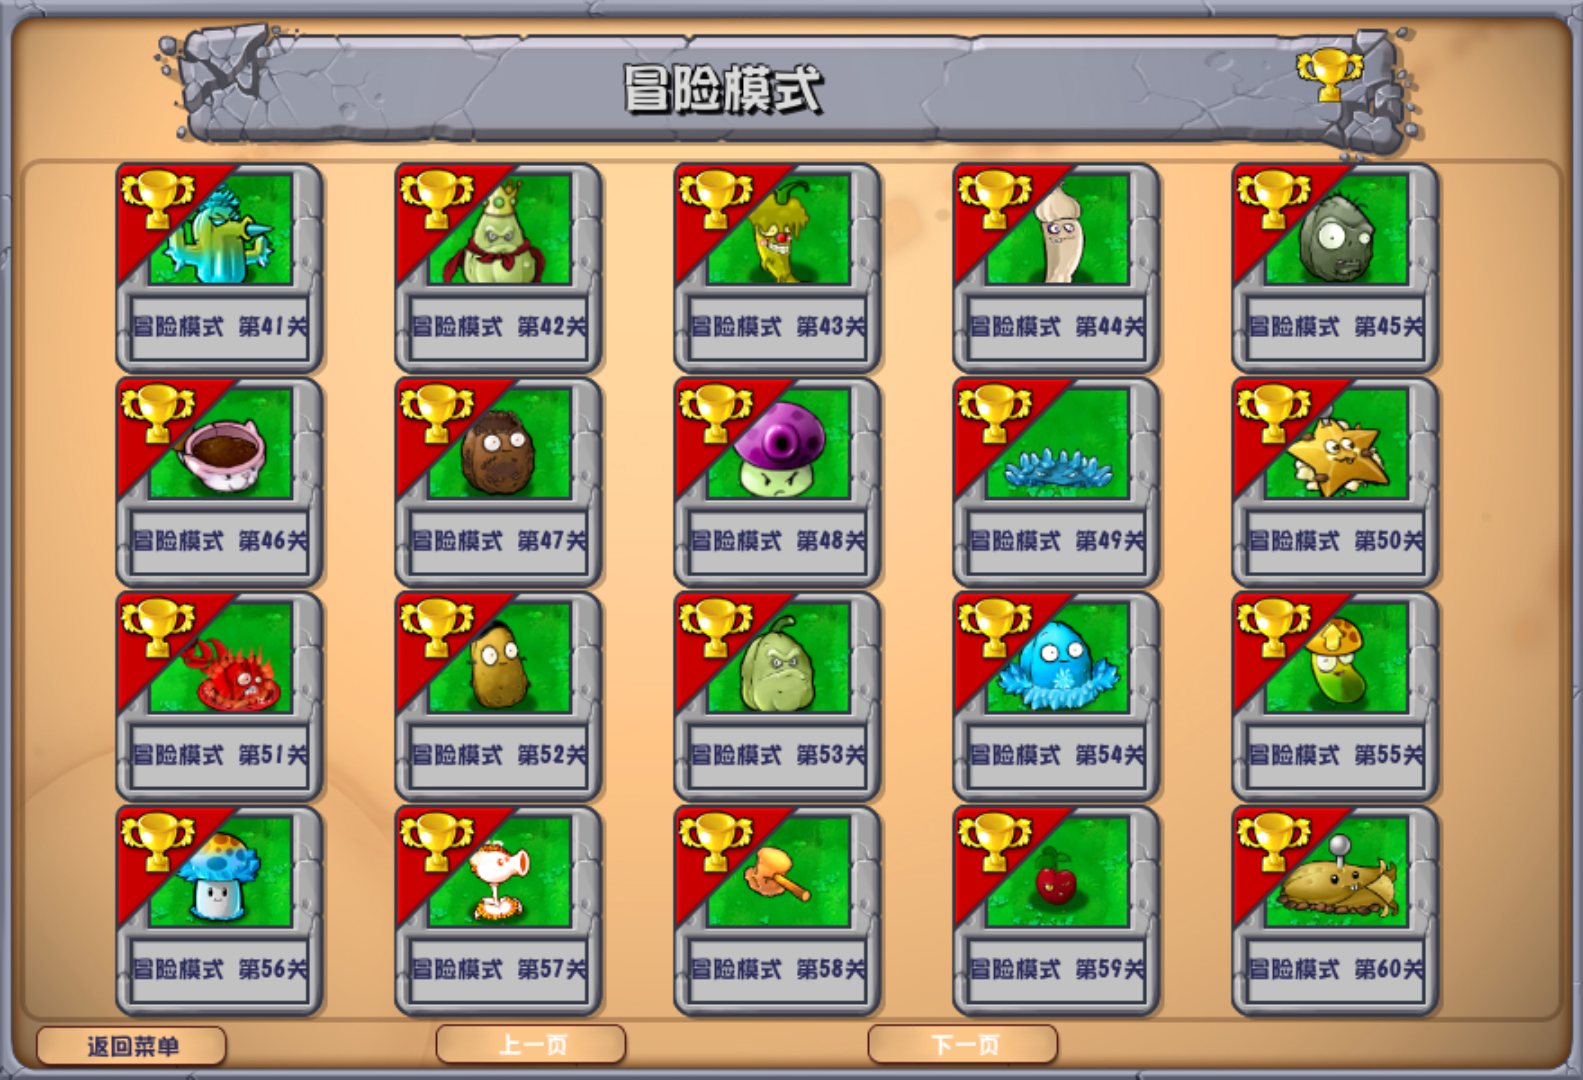 冒险模式
冒险模式 第41关
冒险模式 第42关
冒险模式 第43关
冒险模式 第44关
冒险模式 第45关
冒险模式 第46关
冒险模式 第47关
冒险模式 第48关
冒险模式 第49关
冒险模式 第50关
冒险模式 第51关
冒险模式 第52关
冒险模式 第53关
冒险模式 第54关
冒险模式 第55关
冒险模式 第56关
冒险模式 第57关
冒险模式 第58关
冒险模式 第59关
冒险模式 第60关
返回菜单
上一页
下一页